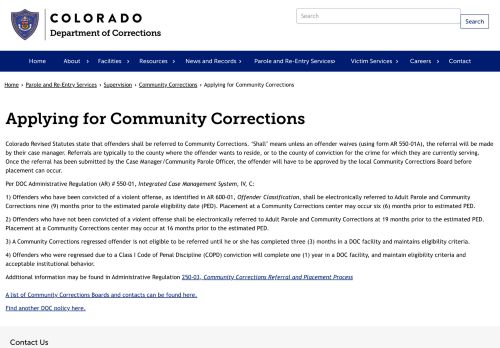 COLORADO
Department of Corrections
Search
Search
Home About › Facilities › Resources › News and Records › Parole and Re-Entry Services › Victim Services › Careers › Contact
Home › Parole and Re-Entry Services › Supervision › Community Corrections › Applying for Community Corrections
Applying for Community Corrections
Colorado Revised Statutes state that offenders shall be referred to Community Corrections. "Shall" means unless an offender waives (using form AR 550-01A), the referral will be made
by their case manager. Referrals are typically to the county where the offender wants to reside, or to the county of conviction for the crime for which they are currently serving.
Once the referral has been submitted by the Case Manager/Community Parole Officer, the offender will have to be approved by the local Community Corrections Board before
placement can occur.
Per DOC Administrative Regulation (AR) # 550-01, Integrated Case Management System, IV, C:
1) Offenders who have been convicted of a violent offense, as identified in AR 600-01, Offender Classification, shall be electronically referred to Adult Parole and Community
Corrections nine (9) months prior to the estimated parole eligibility date (PED). Placement at a Community Corrections center may occur six (6) months prior to estimated PED.
2) Offenders who have not been convicted of a violent offense shall be electronically referred to Adult Parole and Community Corrections at 19 months prior to the estimated PED.
Placement at a Community Corrections center may occur at 16 months prior to the estimated PED.
3) A Community Corrections regressed offender is not eligible to be referred until he or she has completed three (3) months in a DOC facility and maintains eligibility criteria.
4) Offenders who were regressed due to a Class I Code of Penal Discipline (COPD) conviction will complete one (1) year in a DOC facility, and maintain eligibility criteria and
acceptable institutional behavior.
Additional information may be found in Administrative Regulation 250-03, Community Corrections Referral and Placement Process
A list of Community Corrections Boards and contacts can be found here.
Find another DOC policy here.
Contact Us